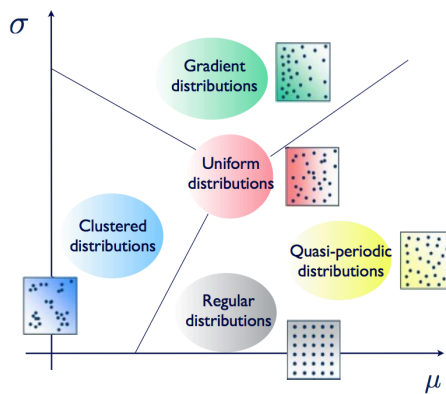 σ
Gradient
distributions
Uniform
distributions
Clustered
distributions
Quasi-periodic
distributions
Regular
distributions
μ